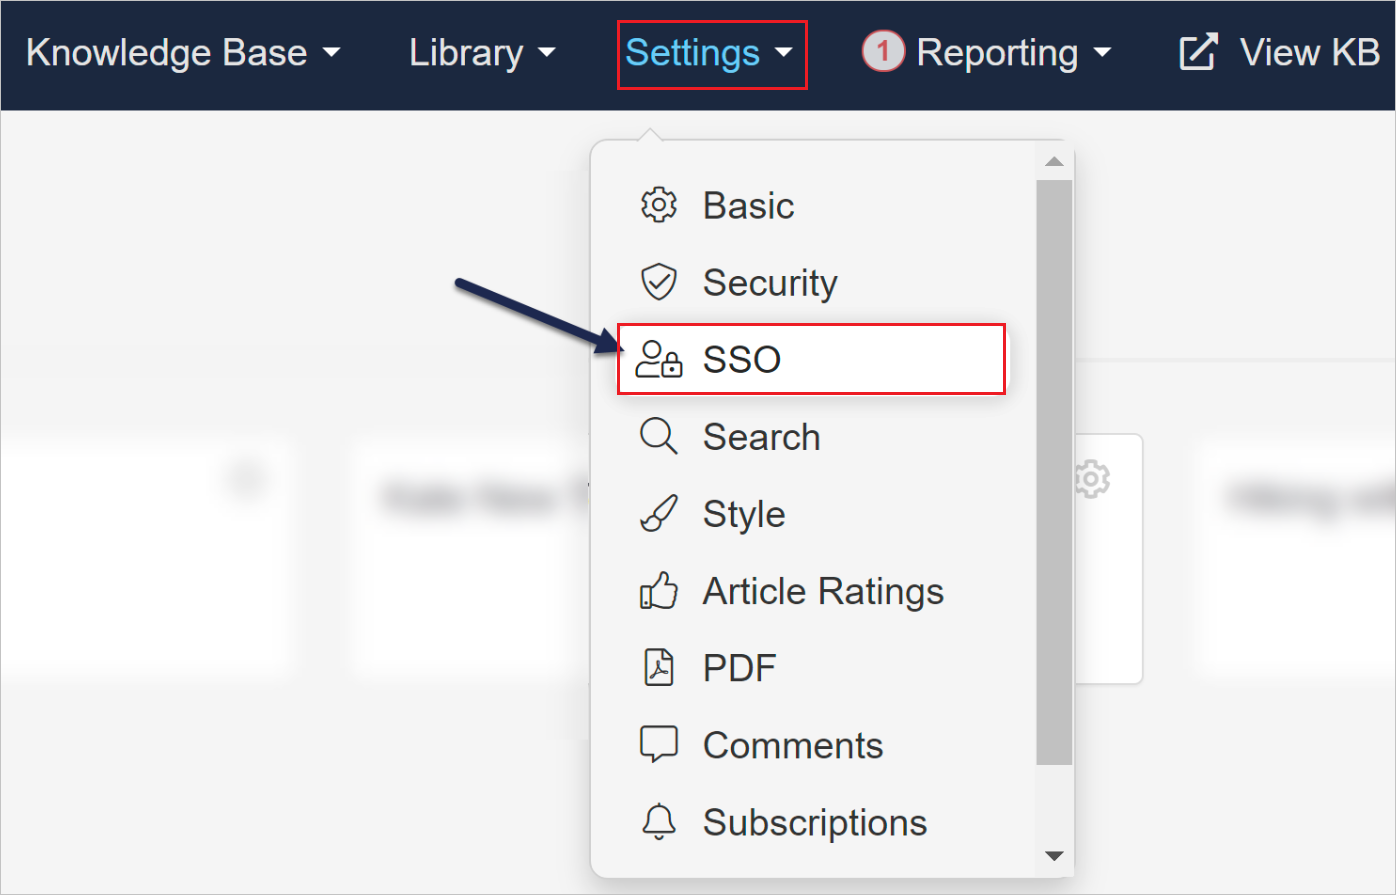 Knowledge Base Library Settings 1 Reporting View KB
Basic
Security
SSO
Search
Style
Article Ratings
PDF
Comments
Subscriptions